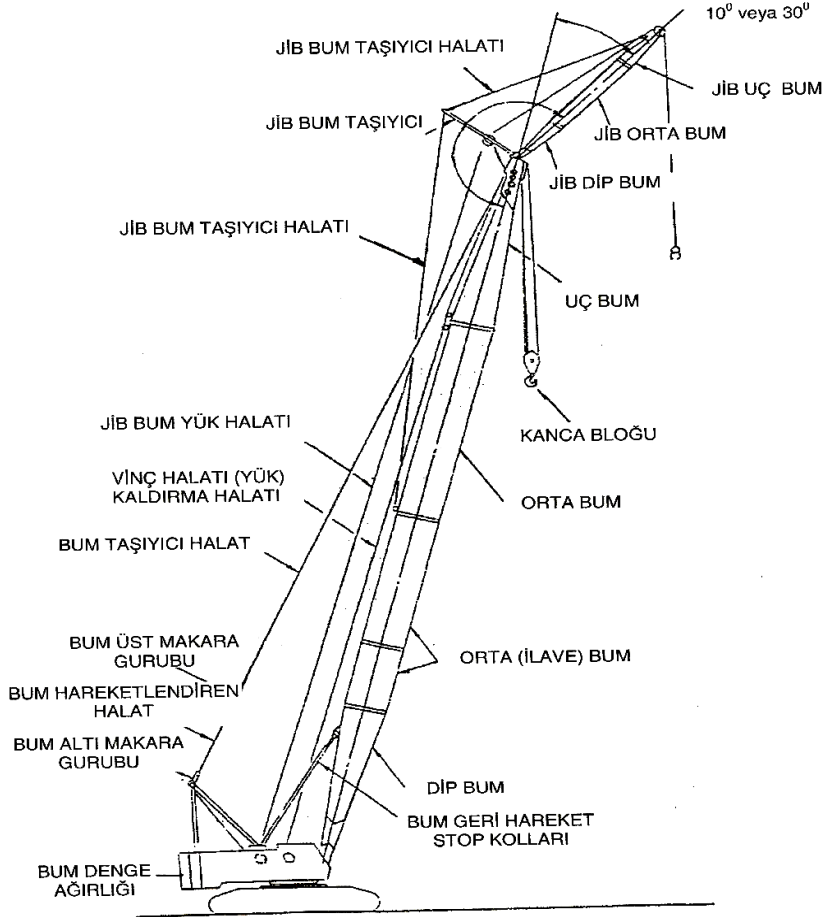 10⁰ veya 30⁰
JİB BUM TAŞIYICI HALATI
JİB UÇ BUM
JİB BUM TAŞIYICI
JİB ORTA BUM
JİB DİP BUM
JİB BUM TAŞIYICI HALATI
UÇ BUM
JİB BUM YÜK HALATI
KANCA BLOĞU
VİNÇ HALATI (YÜK)
KALDIRMA HALATI
ORTA BUM
BUM TAŞIYICI HALAT
BUM ÜST MAKARA
GURUBU
ORTA (İLAVE) BUM
BUM HAREKETLENDİREN
HALAT
BUM ALTI MAKARA
GURUBU
DİP BUM
BUM GERİ HAREKET
STOP KOLLARI
BUM DENGE
AĞIRLIĞI